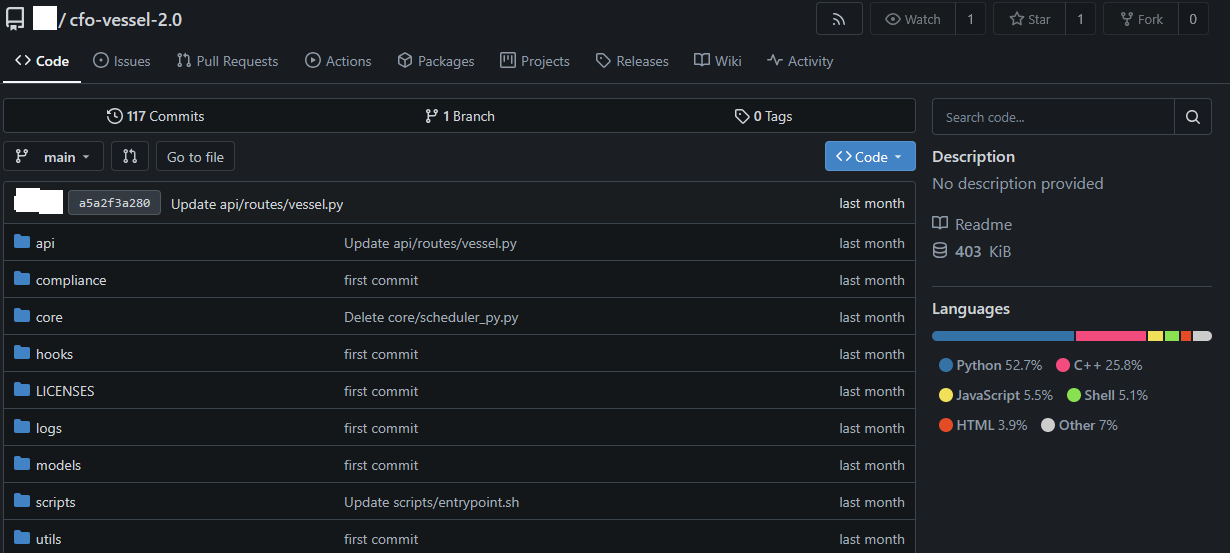 / cfo-vessel-2.0
Watch 1 Star 1 Fork 0
Code Issues Pull Requests Actions Packages Projects Releases Wiki Activity
117 Commits 1 Branch 0 Tags
Search code...
main Go to file Code
Description
No description provided
a5a2f3a280 Update api/routes/vessel.py last month
Readme
api Update api/routes/vessel.py last month
403 KiB
compliance first commit last month
Languages
core Delete core/scheduler_py.py last month
hooks first commit last month
Python 52.7% C++ 25.8%
LICENSES first commit last month
JavaScript 5.5% Shell 5.1%
logs first commit last month
HTML 3.9% Other 7%
models first commit last month
scripts Update scripts/entrypoint.sh last month
utils first commit last month